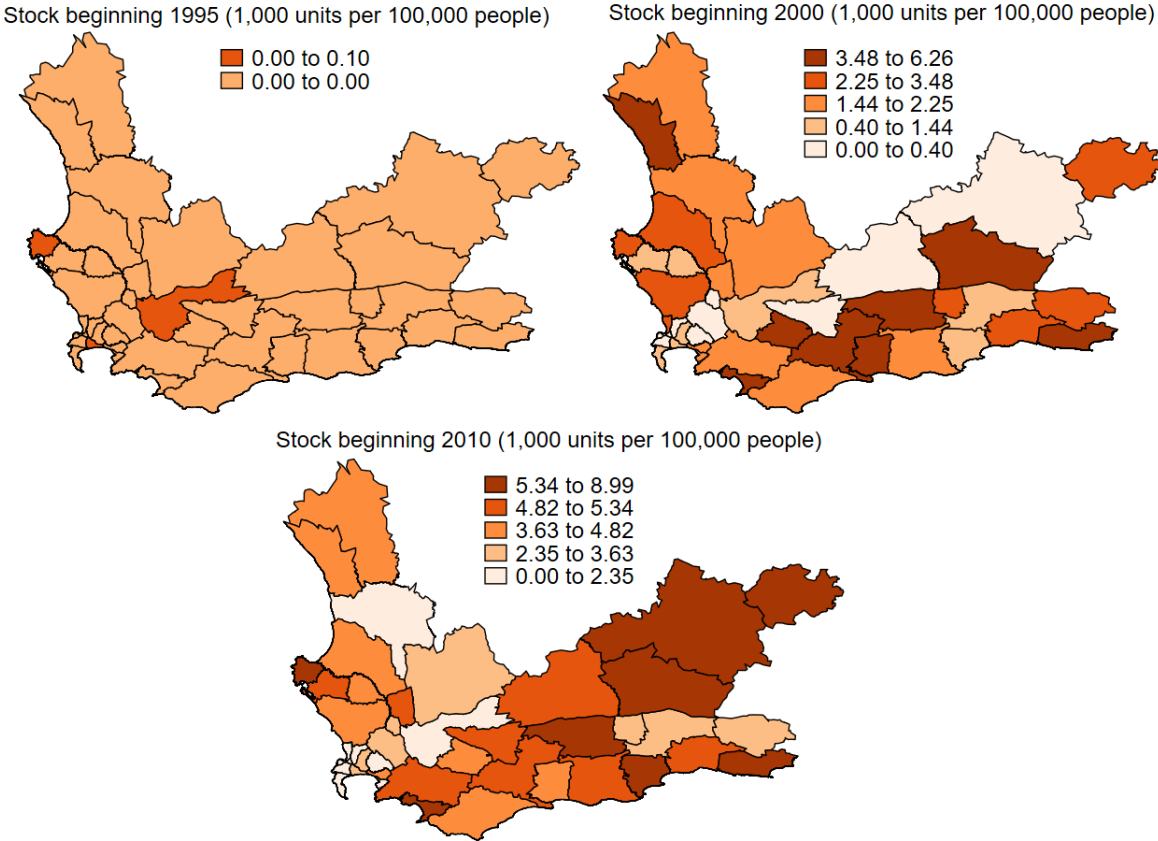 Stock beginning 1995 (1,000 units per 100,000 people)
0.00 to 0.10
0.00 to 0.00
Stock beginning 2000 (1,000 units per 100,000 people)
3.48 to 6.26
2.25 to 3.48
1.44 to 2.25
0.40 to 1.44
0.00 to 0.40
Stock beginning 2010 (1,000 units per 100,000 people)
5.34 to 8.99
4.82 to 5.34
3.63 to 4.82
2.35 to 3.63
0.00 to 2.35